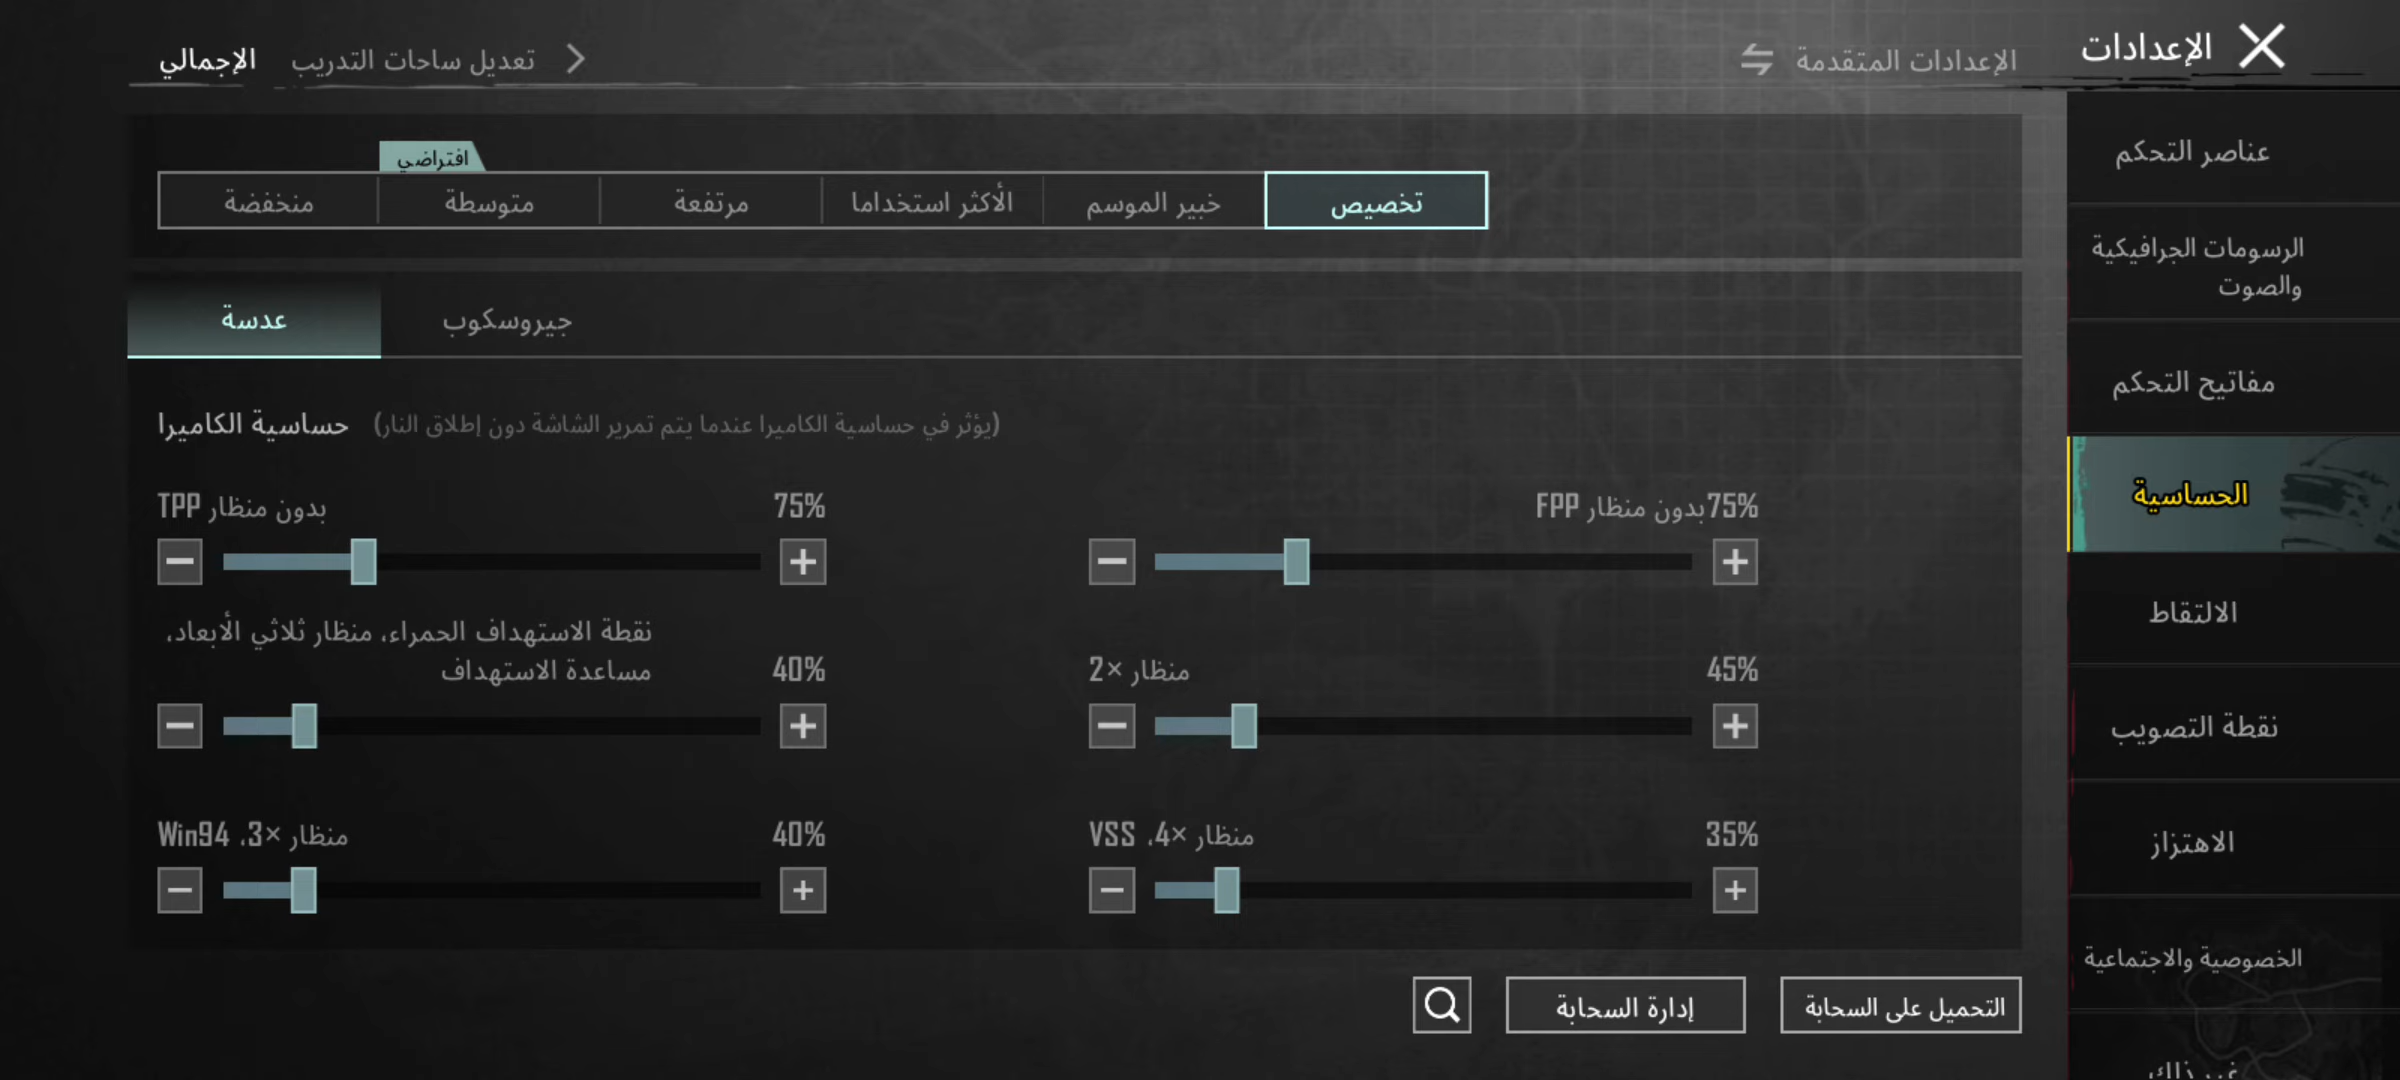 الإعدادات
الإعدادات المتقدمة
تعديل ساحات التدريب
الإجمالي
افتراضي
منخفضة
متوسطة
مرتفعة
الأكثر استخداما
خبير الموسم
تخصيص
عدسة
جيروسكوب
حساسية الكاميرا (يؤثر في حساسية الكاميرا عندما يتم تمرير الشاشة دون إطلاق النار)
بدون منظار TPP
75%
بدون منظار FPP
75%
نقطة الاستهداف الحمراء، منظار ثلاثي الأبعاد،
مساعدة الاستهداف
40%
منظار ×2
45%
منظار ×3، Win94
40%
منظار ×4، VSS
35%
إدارة السحابة
التحميل على السحابة
عناصر التحكم
الرسومات الجرافيكية
والصوت
مفاتيح التحكم
الحساسية
الالتقاط
نقطة التصويب
الاهتزاز
الخصوصية والاجتماعية
غير ذلك